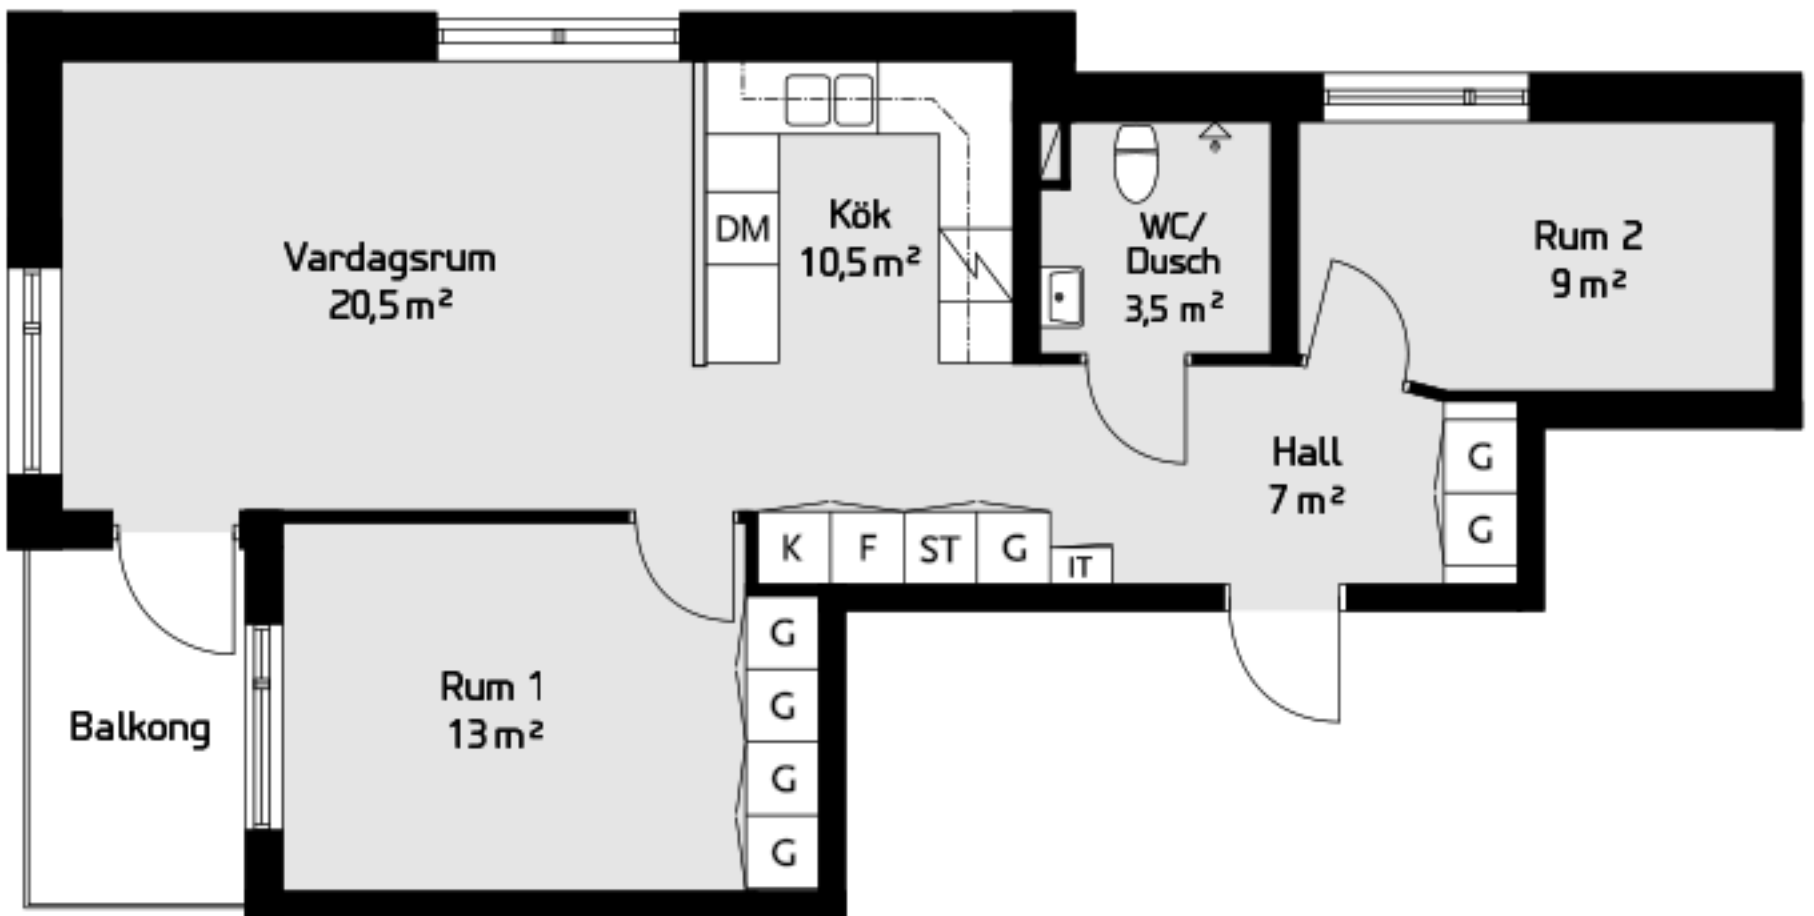 Vardagsrum
20,5 m²
DM
Kök
10,5 m²
WC/
Dusch
3,5 m²
Rum 2
9 m²
Hall
7 m²
G
G
K F ST G IT
Rum 1
13 m²
G
G
G
G
Balkong